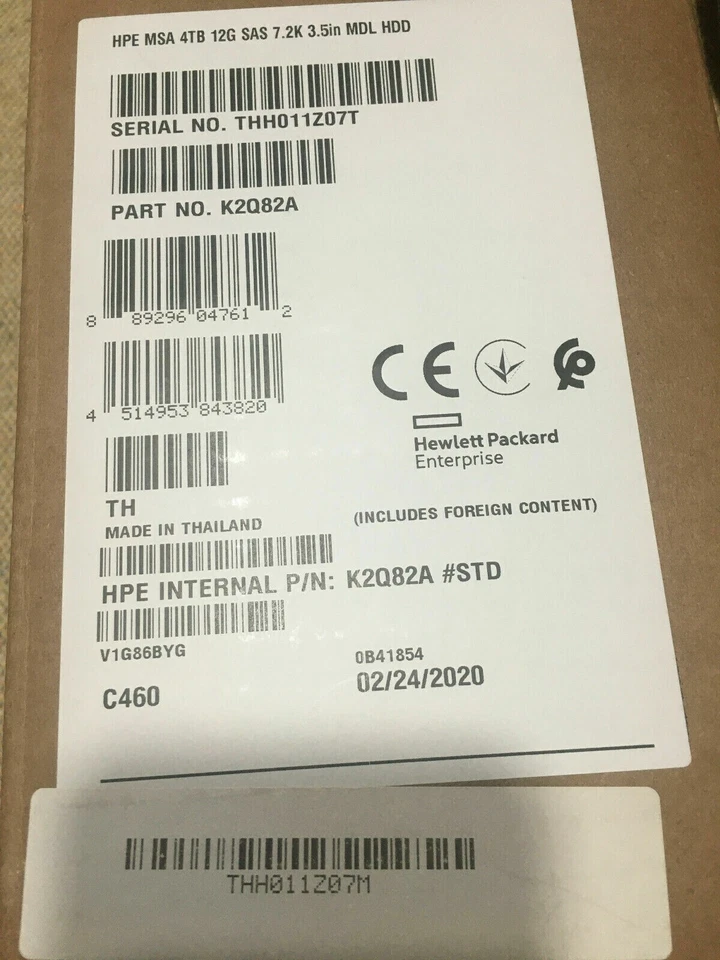 HPE MSA 4TB 12G SAS 7.2K 3.5in MDL HDD
SERIAL NO. THH011Z07T
PART NO. K2Q82A
8 89296 04761 2
4 514953 843820
CE
Hewlett Packard
Enterprise
TH
MADE IN THAILAND
(INCLUDES FOREIGN CONTENT)
HPE INTERNAL P/N: K2Q82A #STD
V1G86BYG
0B41854
C460
02/24/2020
THH011Z07M